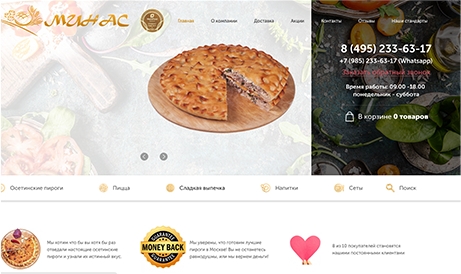 МИНАС
Главная
О компании
Доставка
Акции
Контакты
Отзывы
Наши стандарты
8 (495) 233-63-17
+7 (985) 233-63-17 (Whatsapp)
Заказать обратный звонок
Время работы: 09.00 -18.00
понедельник - суббота
В корзине 0 товаров
Осетинские пироги
Пицца
Сладкая выпечка
Напитки
Сеты
Поиск
Мы хотим что бы вы хотя бы раз
отведали настоящие осетинские
пироги и узнали их истинный вкус.
MONEY BACK
Мы уверены, что готовим лучшие
пироги в Москве! Вы не останетесь
равнодушны, или мы вернем деньги!
8 из 10 покупателей становятся
нашими постоянными клиентами